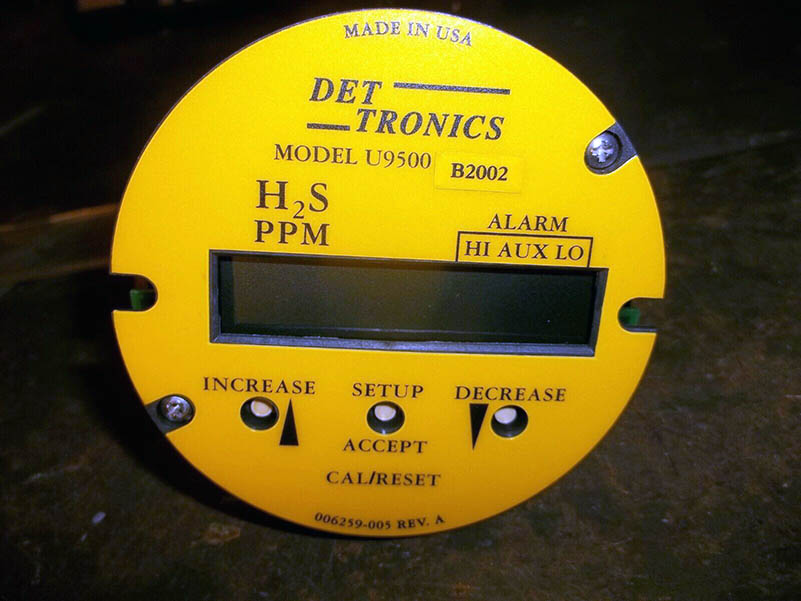 MADE IN USA
DET
TRONICS
MODEL U9500 B2002
H₂S
PPM
ALARM
HI AUX LO
INCREASE SETUP DECREASE
ACCEPT
CAL/RESET
006259-005 REV. A